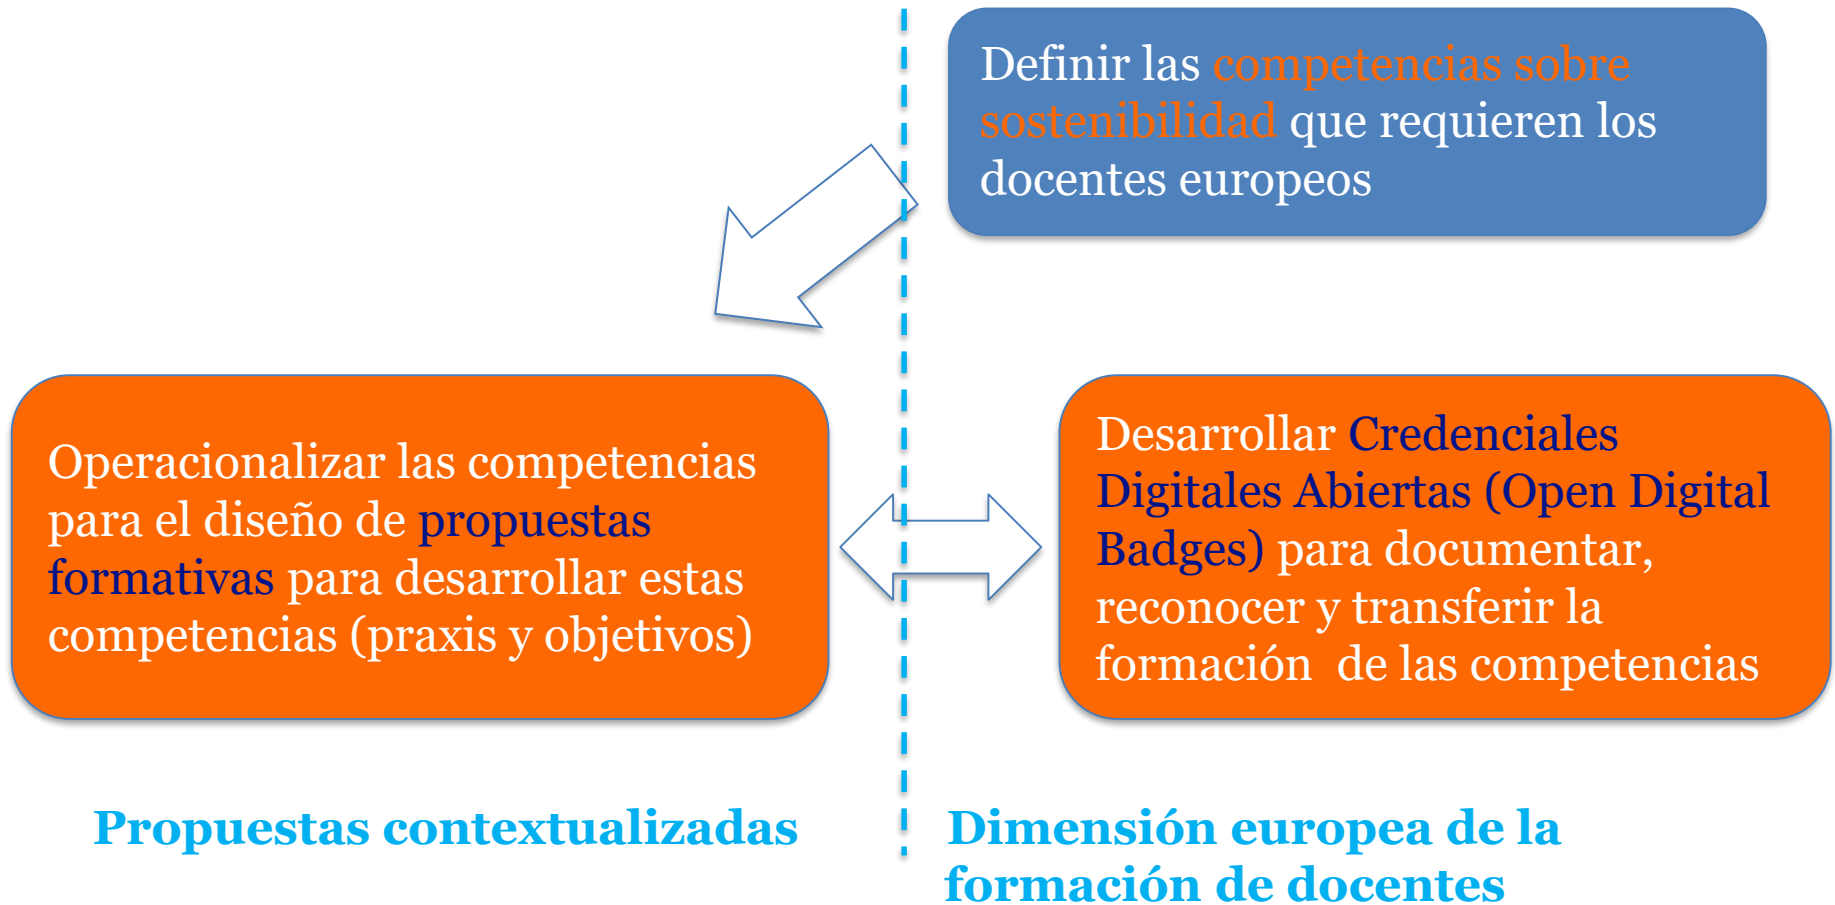 Definir las competencias sobre
sostenibilidad que requieren los
docentes europeos
Operacionalizar las competencias
para el diseño de propuestas
formativas para desarrollar estas
competencias (praxis y objetivos)
Desarrollar Credenciales
Digitales Abiertas (Open Digital
Badges) para documentar,
reconocer y transferir la
formación de las competencias
Propuestas contextualizadas
Dimensión europea de la
formación de docentes